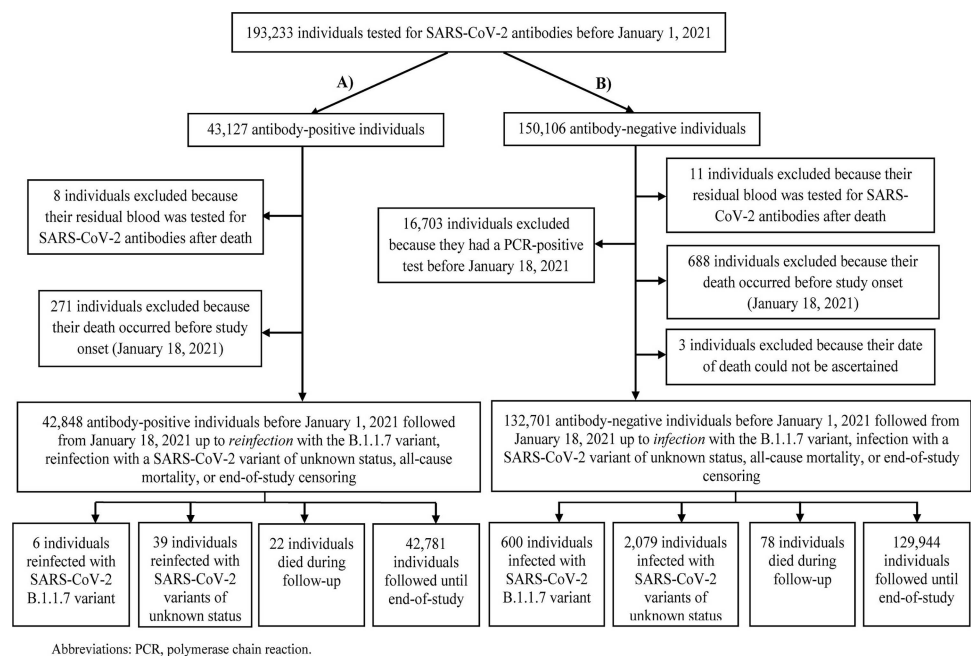 193,233 individuals tested for SARS-CoV-2 antibodies before January 1, 2021
A)
B)
43,127 antibody-positive individuals
150,106 antibody-negative individuals
8 individuals excluded because
their residual blood was tested for
SARS-CoV-2 antibodies after death
11 individuals excluded because their
residual blood was tested for SARS-
CoV-2 antibodies after death
16,703 individuals excluded
because they had a PCR-positive
test before January 18, 2021
688 individuals excluded because their
death occurred before study onset
(January 18, 2021)
271 individuals excluded because
their death occurred before study
onset (January 18, 2021)
3 individuals excluded because their date
of death could not be ascertained
42,848 antibody-positive individuals before January 1, 2021 followed
from January 18, 2021 up to reinfection with the B.1.1.7 variant,
reinfection with a SARS-CoV-2 variant of unknown status, all-cause
mortality, or end-of-study censoring
132,701 antibody-negative individuals before January 1, 2021 followed from
January 18, 2021 up to infection with the B.1.1.7 variant, infection with a
SARS-CoV-2 variant of unknown status, all-cause mortality, or end-of-study
censoring
6 individuals
reinfected with
SARS-CoV-2
B.1.1.7 variant
39 individuals
reinfected with
SARS-CoV-2
variants of
unknown status
22 individuals
died during
follow-up
42,781
individuals
followed until
end-of-study
600 individuals
infected with
SARS-CoV-2
B.1.1.7 variant
2,079 individuals
infected with
SARS-CoV-2
variants of
unknown status
78 individuals
died during
follow-up
129,944
individuals
followed until
end-of-study
Abbreviations: PCR, polymerase chain reaction.